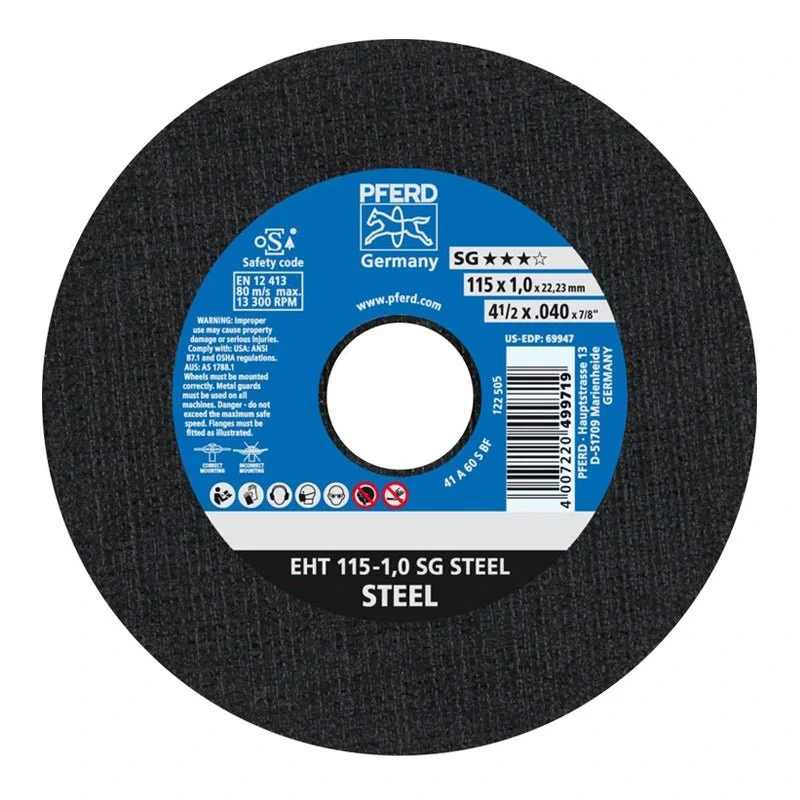 PFERD
Germany
SG ★★★☆
115 x 1,0 x 22,23 mm
4 1/2 x .040 x 7/8"
US-EDP: 69947
oSA
Safety code
EN 12 413
80 m/s max.
13 300 RPM
www.pferd.com
WARNING: Improper
use may cause property
damage or serious injuries.
Comply with: USA: ANSI
B7.1 and OSHA regulations.
AUS: AS 1788.1
Wheels must be mounted
correctly. Metal guards
must be used on all
machines. Danger - do not
exceed the maximum safe
speed. Flanges must be
fitted as illustrated.
CORRECT
MOUNTING
INCORRECT
MOUNTING
41 A 60 S BF
122 505
4 007220 499719
PFERD · Hauptstrasse 13
D-51709 Marienheide
GERMANY
EHT 115-1,0 SG STEEL
STEEL